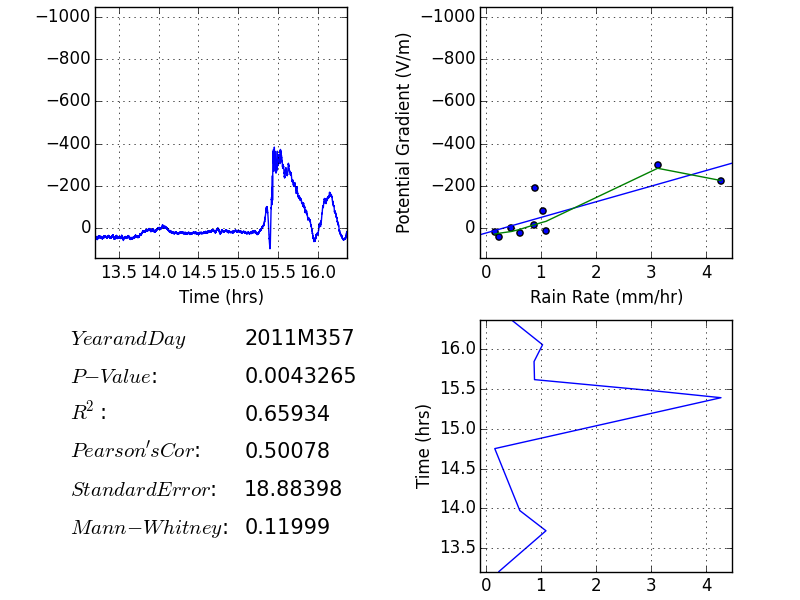 −1000
−800
−600
−400
−200
0
13.5 14.0 14.5 15.0 15.5 16.0
Time (hrs)
Potential Gradient (V/m)
−1000
−800
−600
−400
−200
0
0 1 2 3 4
Rain Rate (mm/hr)
YearandDay 2011M357
P−Value: 0.0043265
R²: 0.65934
Pearson'sCor: 0.50078
StandardError: 18.88398
Mann−Whitney: 0.11999
Time (hrs)
16.0
15.5
15.0
14.5
14.0
13.5
0 1 2 3 4